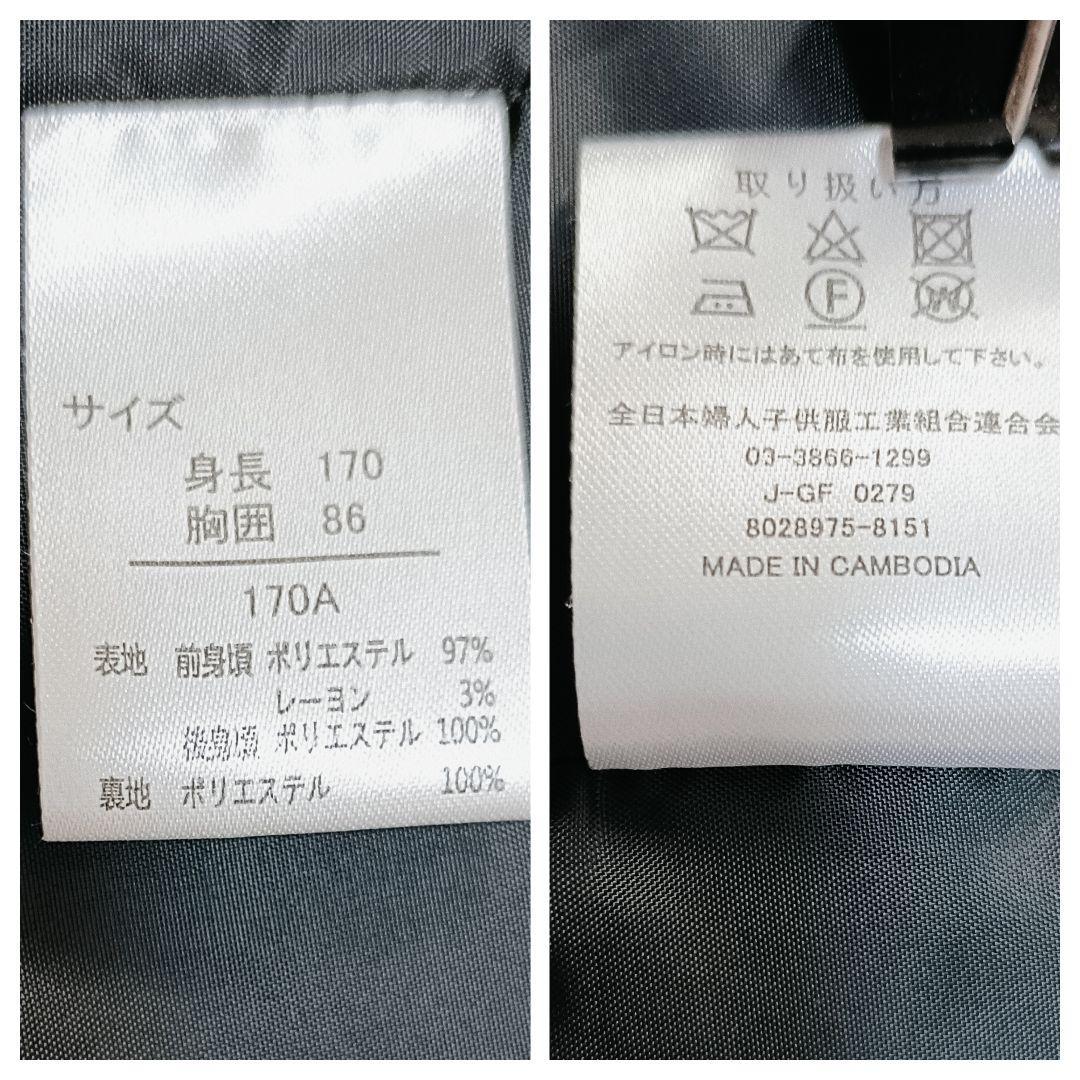 サイズ
身長 170
胸囲 86
170A
表地 前身頃 ポリエステル 97%
レーヨン 3%
後身頃 ポリエステル 100%
裏地 ポリエステル 100%
取り扱い方
F
W
アイロン時にはあて布を使用して下さい。
全日本婦人子供服工業組合連合会
03-3866-1299
J-GF 0279
8028975-8151
MADE IN CAMBODIA